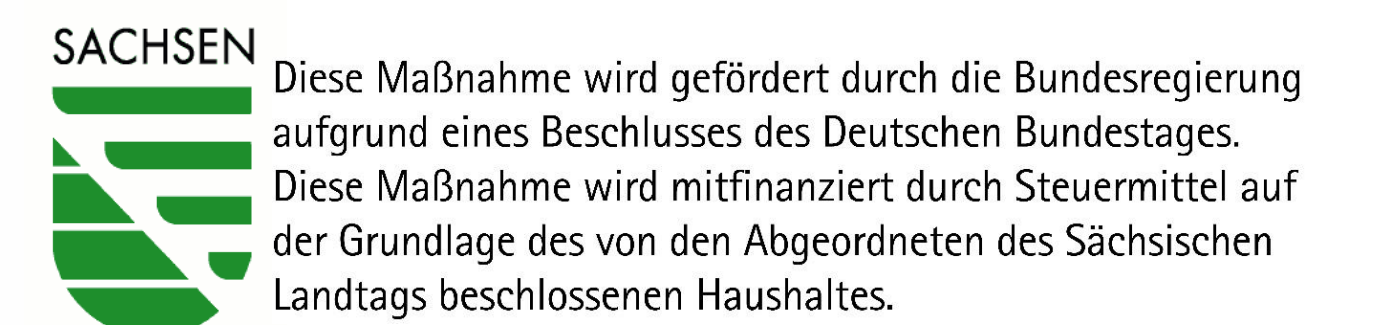 SACHSEN
Diese Maßnahme wird gefördert durch die Bundesregierung
aufgrund eines Beschlusses des Deutschen Bundestages.
Diese Maßnahme wird mitfinanziert durch Steuermittel auf
der Grundlage des von den Abgeordneten des Sächsischen
Landtags beschlossenen Haushaltes.